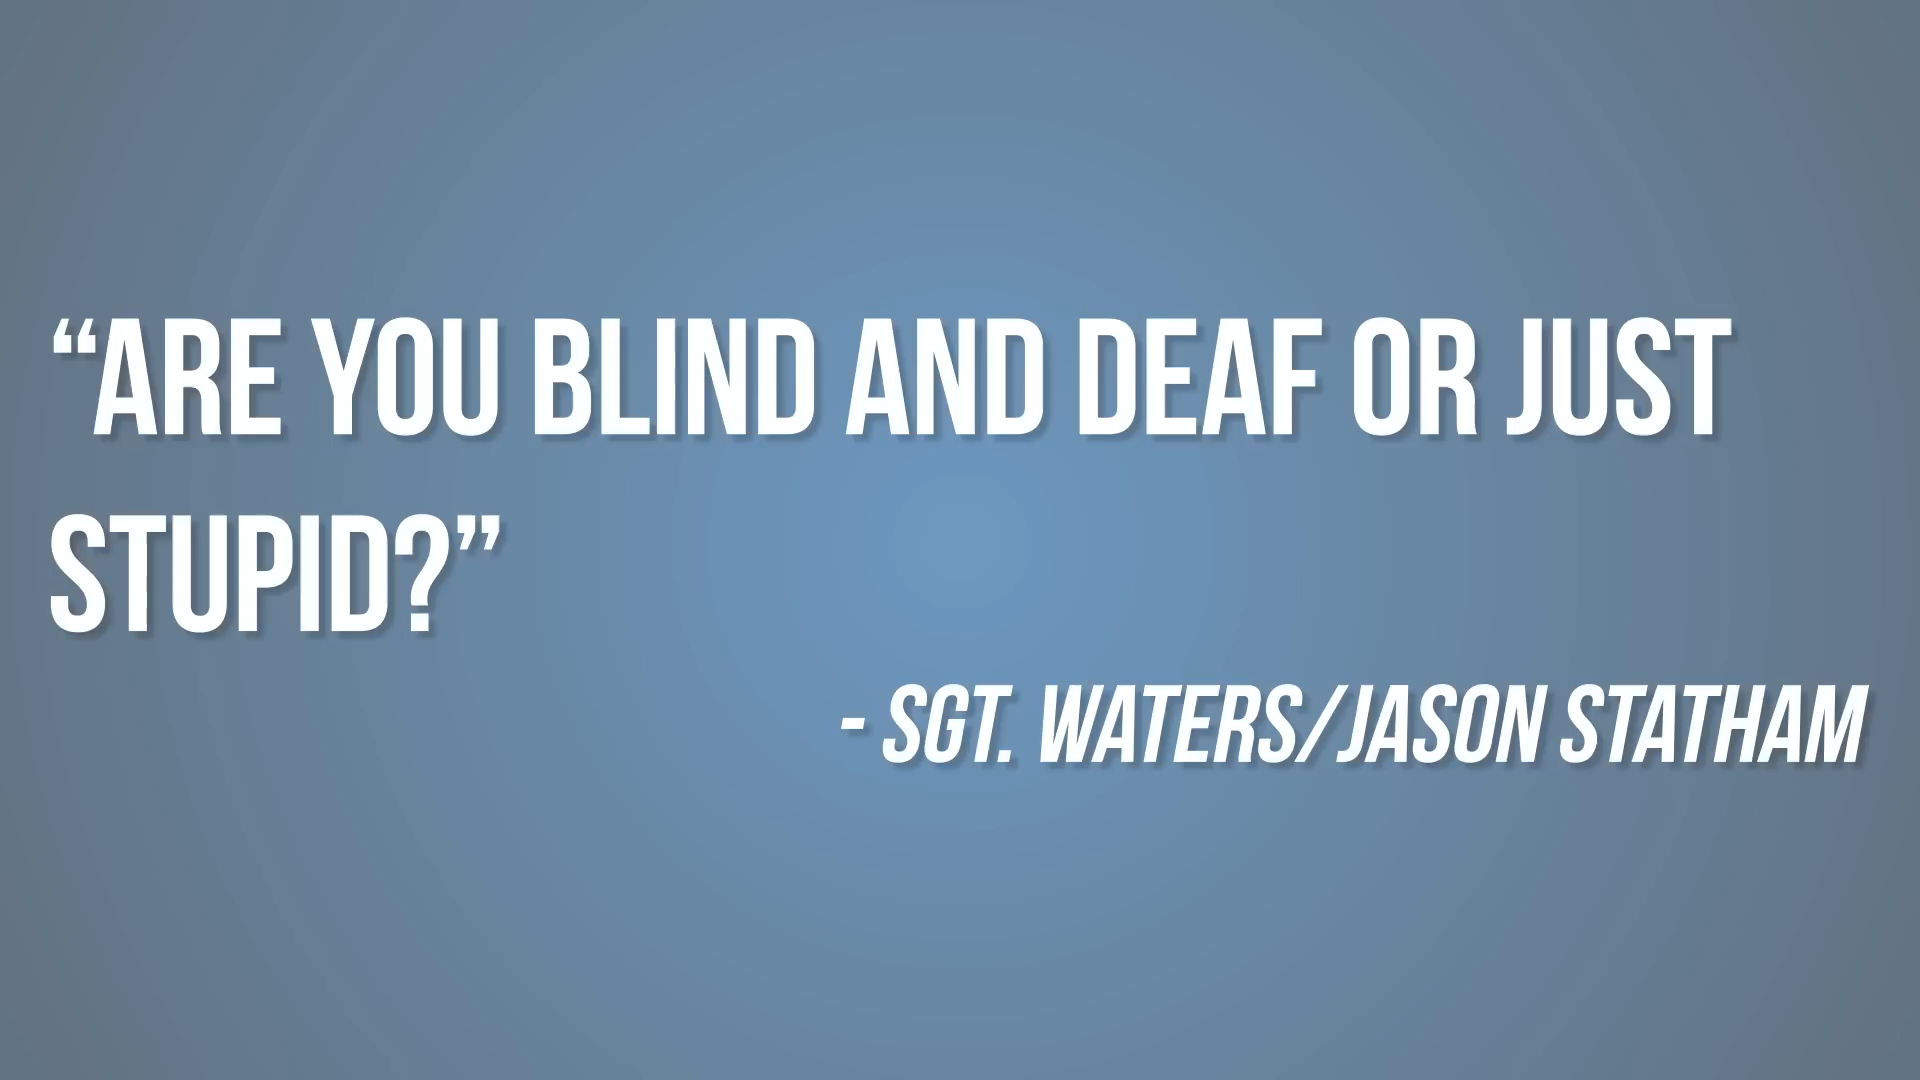 “ARE YOU BLIND AND DEAF OR JUST
STUPID?”
- SGT. WATERS/JASON STATHAM